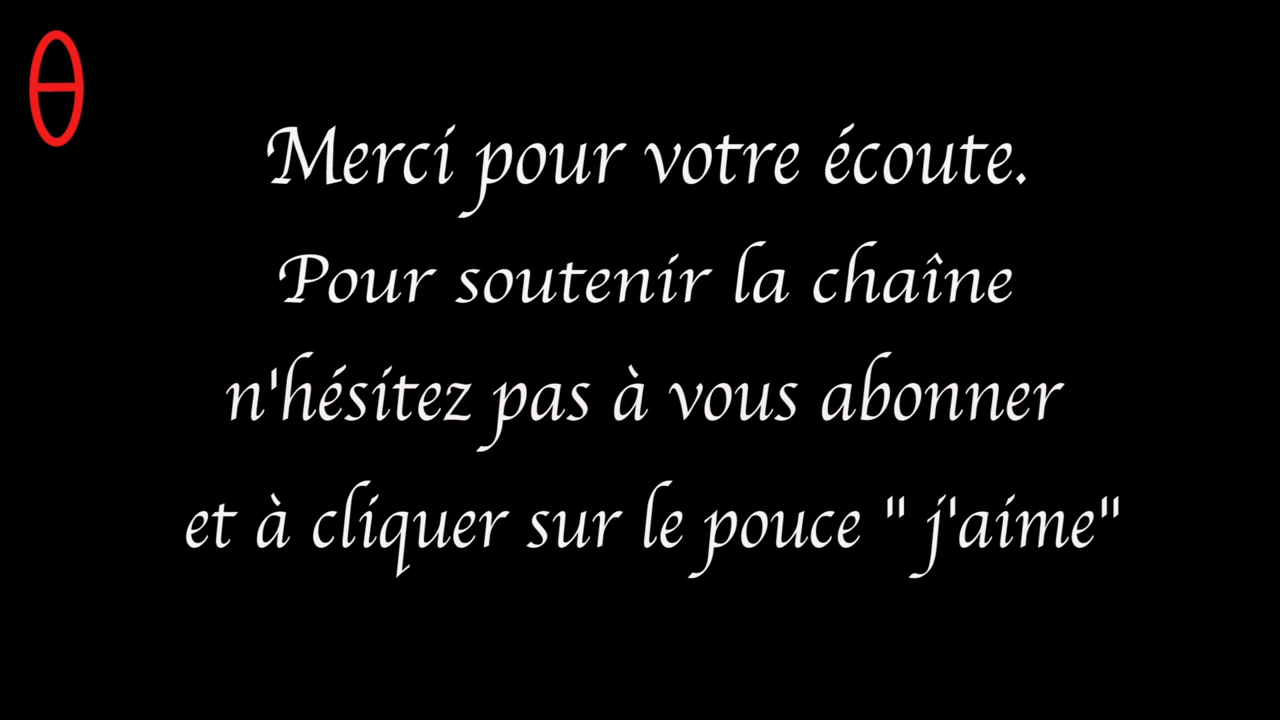 θ
Merci pour votre écoute.
Pour soutenir la chaîne
n'hésitez pas à vous abonner
et à cliquer sur le pouce " j'aime"